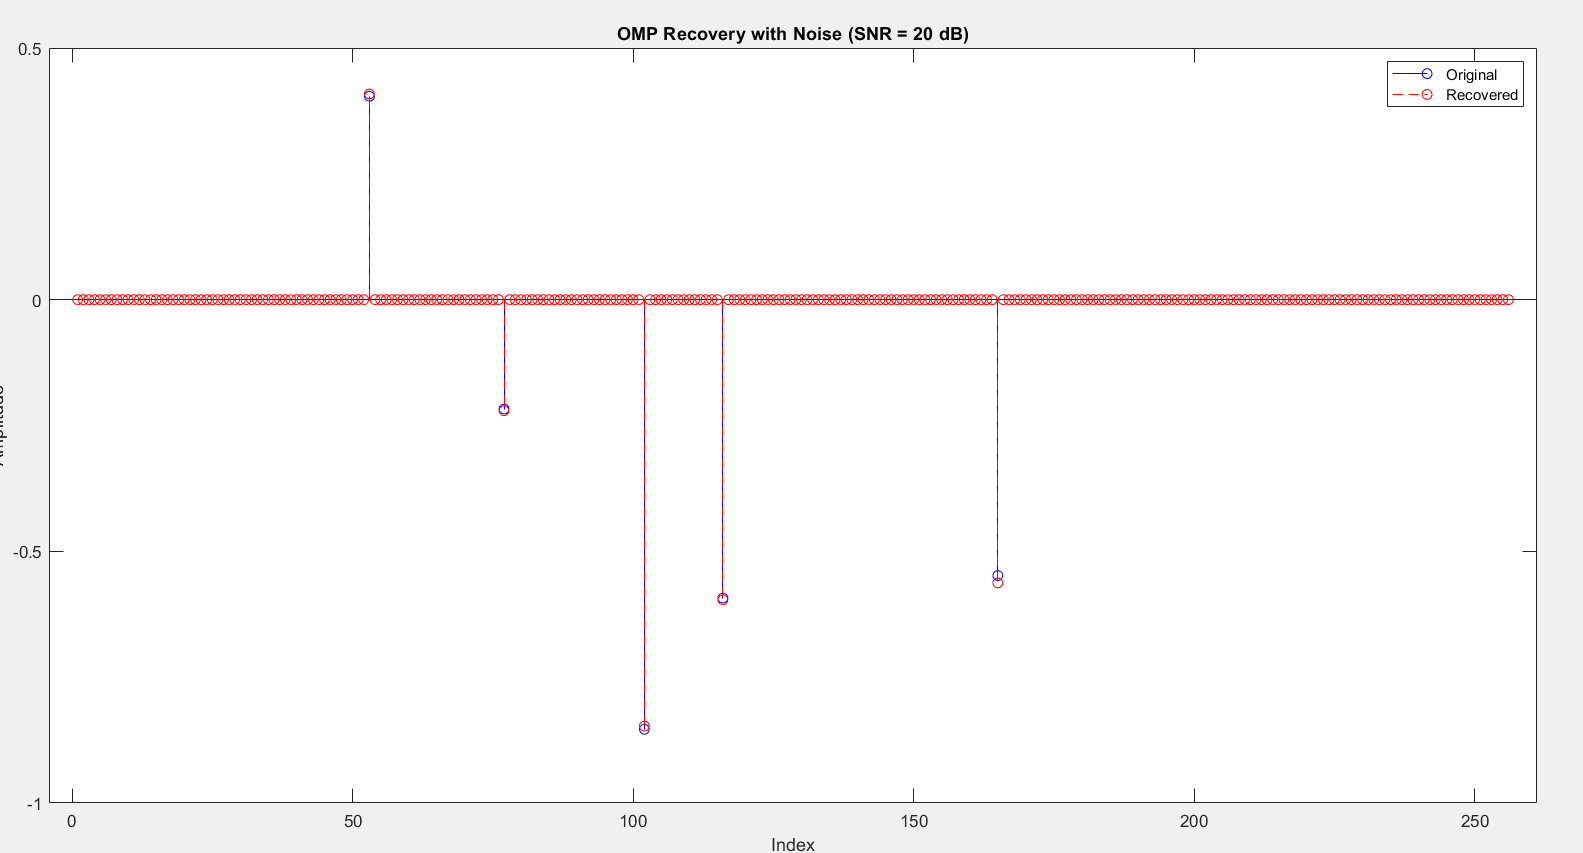 OMP Recovery with Noise (SNR = 20 dB)
0.5
Original
Recovered
0
-0.5
-1
0 50 100 150 200 250
Index